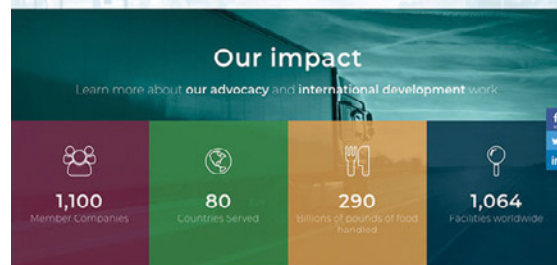 Our impact
Learn more about our advocacy and international development work
1,100
Member Companies
80
Countries Served
290
Billions of pounds of food
handled
1,064
Facilities worldwide
f
in